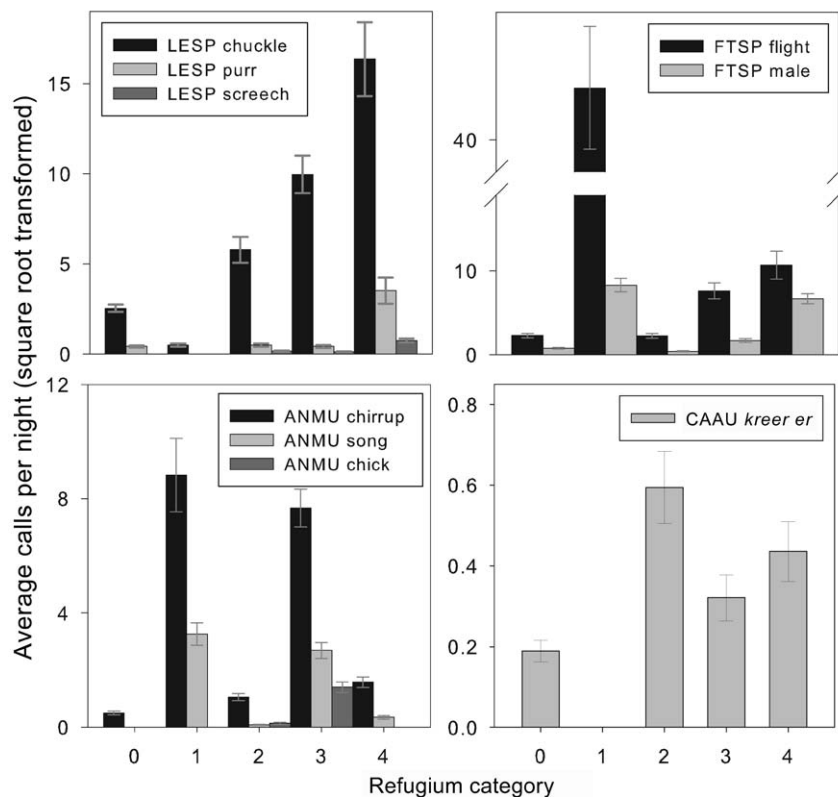 Average calls per night (square root transformed)
15
10
5
0
LESP chuckle
LESP purr
LESP screech
40
10
0
FTSP flight
FTSP male
12
8
4
0
ANMU chirrup
ANMU song
ANMU chick
0 1 2 3 4
0.8
0.6
0.4
0.2
0.0
CAAU kreer er
0 1 2 3 4
Refugium category